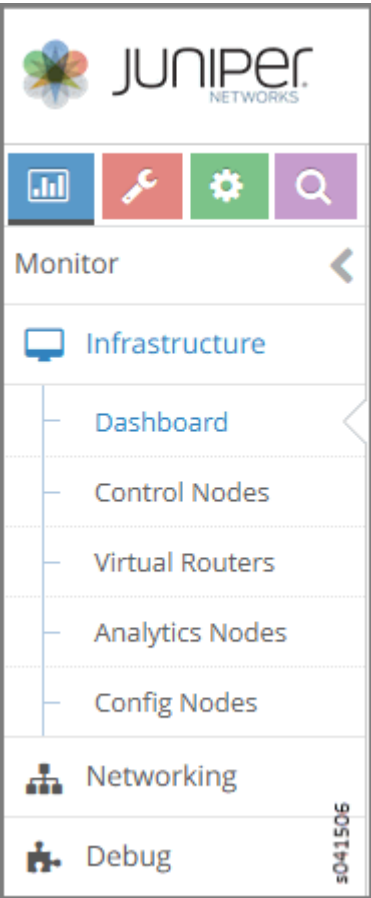 JUNIPER
NETWORKS
Monitor
Infrastructure
Dashboard
Control Nodes
Virtual Routers
Analytics Nodes
Config Nodes
Networking
Debug
s041506